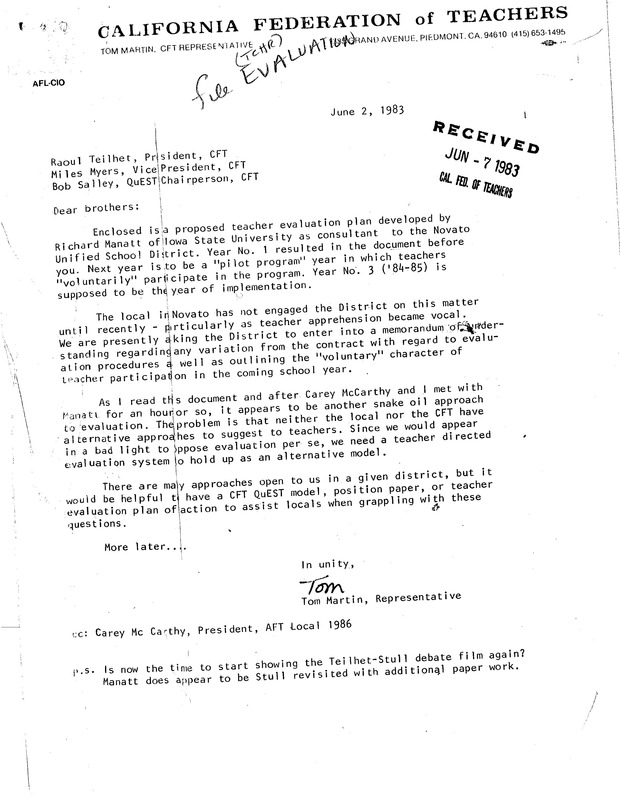 CALIFORNIA FEDERATION of TEACHERS
TOM MARTIN, CFT REPRESENTATIVE GRAND AVENUE, PIEDMONT, CA. 94610 (415) 653-1495
AFL-CIO
file (TCHR) EVALUATION
June 2, 1983
RECEIVED
JUN - 7 1983
CAL. FED. OF TEACHERS
Raoul Teilhet, President, CFT
Miles Myers, Vice President, CFT
Bob Salley, QuEST Chairperson, CFT
Dear brothers:
Enclosed is a proposed teacher evaluation plan developed by
Richard Manatt of Iowa State University as consultant to the Novato
Unified School District. Year No. 1 resulted in the document before
you. Next year is to be a "pilot program" year in which teachers
"voluntarily" participate in the program. Year No. 3 ('84-85) is
supposed to be the year of implementation.
The local in Novato has not engaged the District on this matter
until recently - particularly as teacher apprehension became vocal.
We are presently asking the District to enter into a memorandum of under-
standing regarding any variation from the contract with regard to evalu-
ation procedures as well as outlining the "voluntary" character of
teacher participation in the coming school year.
As I read this document and after Carey McCarthy and I met with
Manatt for an hour or so, it appears to be another snake oil approach
to evaluation. The problem is that neither the local nor the CFT have
alternative approaches to suggest to teachers. Since we would appear
in a bad light to oppose evaluation per se, we need a teacher directed
evaluation system to hold up as an alternative model.
There are many approaches open to us in a given district, but it
would be helpful to have a CFT QuEST model, position paper, or teacher
evaluation plan of action to assist locals when grappling with these
questions.
More later....
In unity,
Tom
Tom Martin, Representative
cc: Carey Mc Carthy, President, AFT Local 1986
p.s. Is now the time to start showing the Teilhet-Stull debate film again?
Manatt does appear to be Stull revisited with additional paper work.